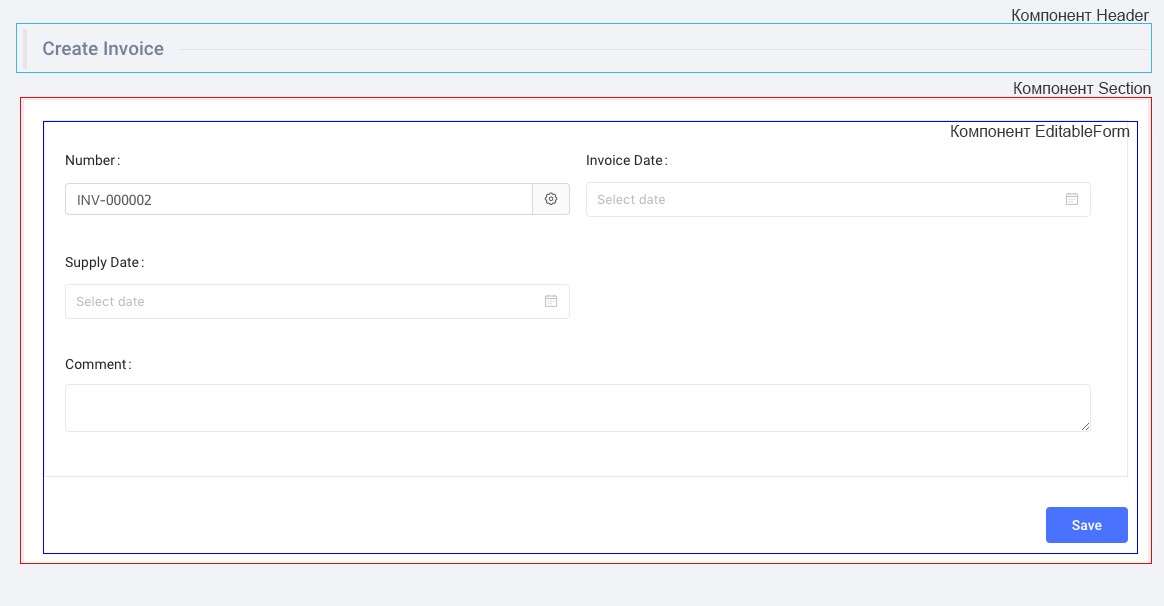 Компонент Header
Create Invoice
Компонент Section
Компонент EditableForm
Number:
Invoice Date:
INV-000002
Select date
Supply Date:
Select date
Comment:
Save